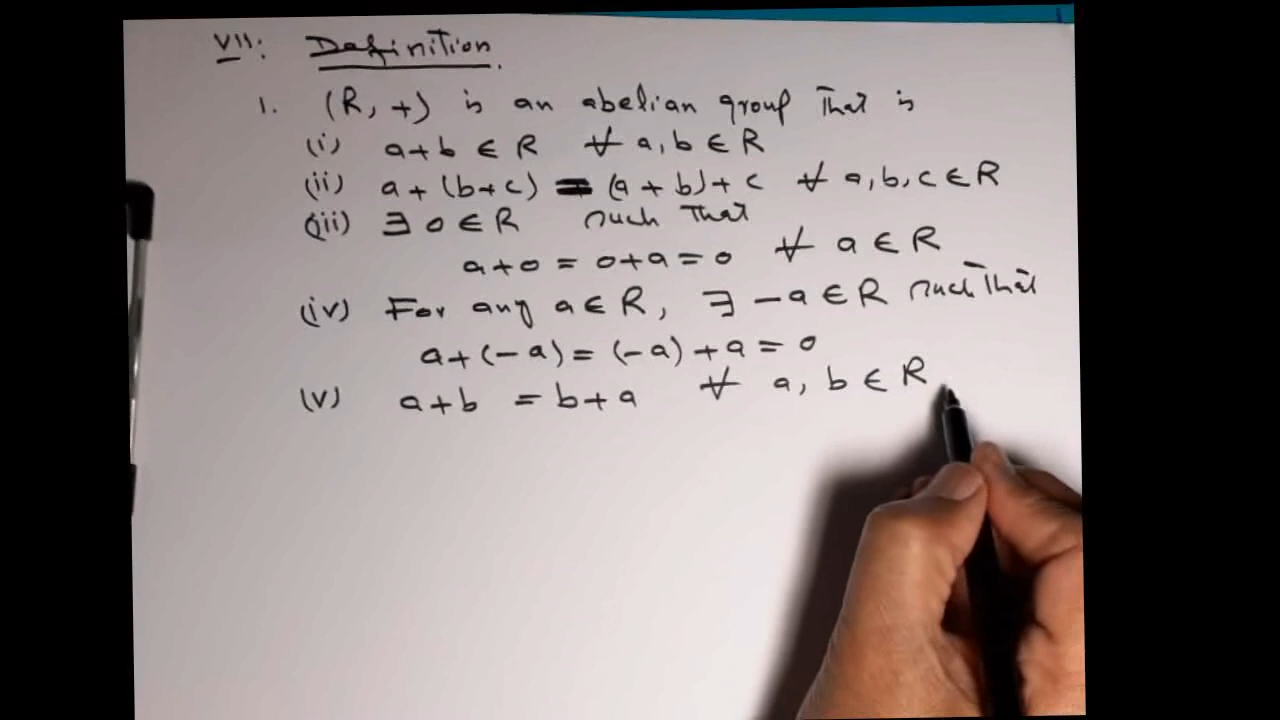 VII: Definition.
1. (R, +) is an abelian group that is
(i) a+b ∈ R ∀ a, b ∈ R
(ii) a + (b+c) = (a + b) + c ∀ a, b, c ∈ R
(iii) ∃ 0 ∈ R such that
a+0 = 0+a = 0 ∀ a ∈ R
(iv) For any a ∈ R, ∃ -a ∈ R such that
a+(-a) = (-a) + a = 0
(v) a+b = b+a ∀ a, b ∈ R